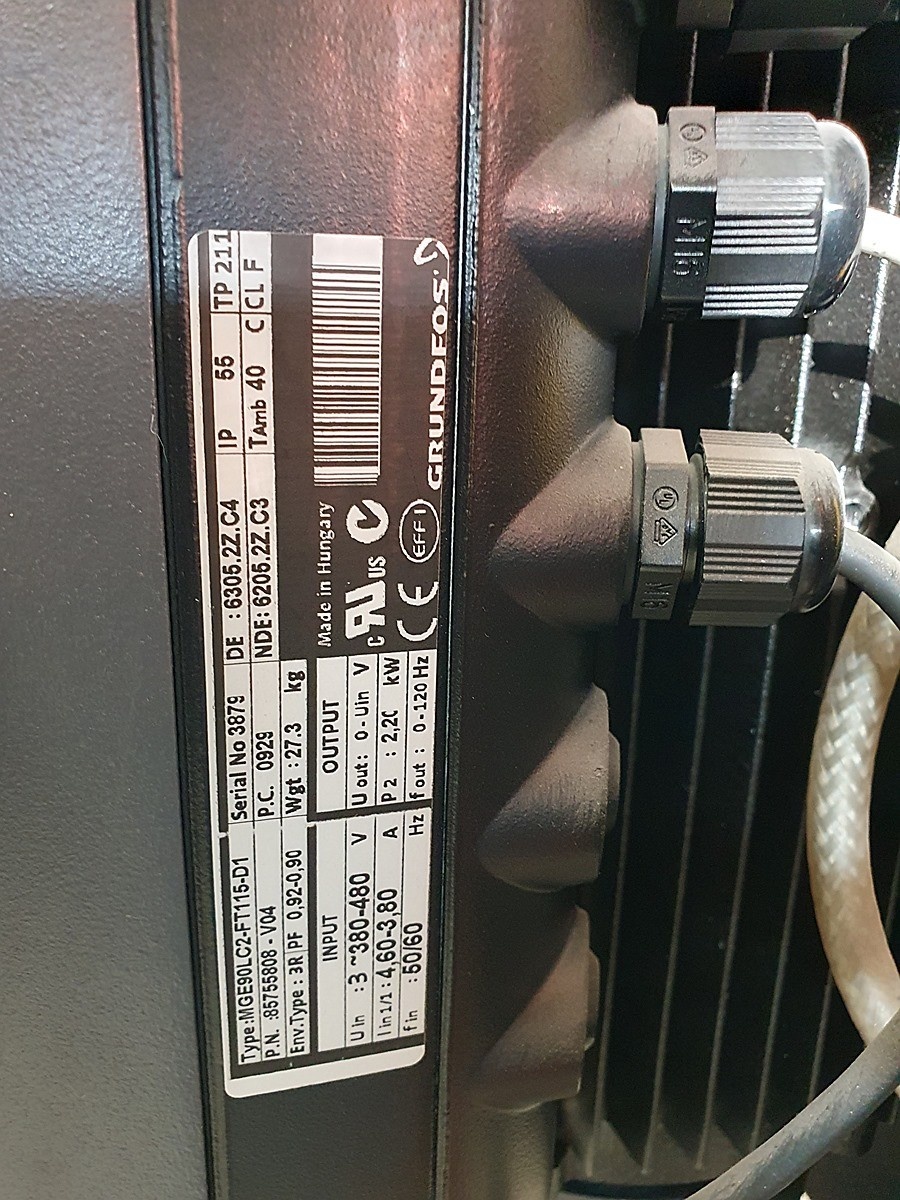 Type:MGE90LC2-FT115-D1
P.N. :85755808 - V04
Env.Type : 3R PF 0,92-0,90
Serial No 3879
P.C. 0929
Wgt : 27.3 kg
DE : 6305.2Z.C4
NDE: 6205.2Z.C3
IP 55
TP 211
TAmb 40 C CL F
INPUT
U in : 3 ~380-480 V
I in 1/1 : 4,60-3,80 A
f in : 50/60 Hz
OUTPUT
U out: 0 - Uin V
P2 : 2,20 kW
f out : 0-120 Hz
Made in Hungary
C US
CE EFF 1
GRUNDFOS
M16
M16